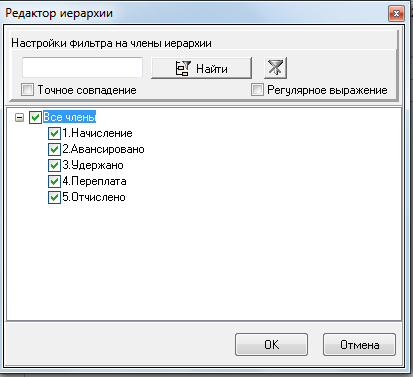 Редактор иерархии
Настройки фильтра на члены иерархии
Найти
Точное совпадение
Регулярное выражение
Все члены
1.Начисление
2.Авансировано
3.Удержано
4.Переплата
5.Отчислено
OK
Отмена